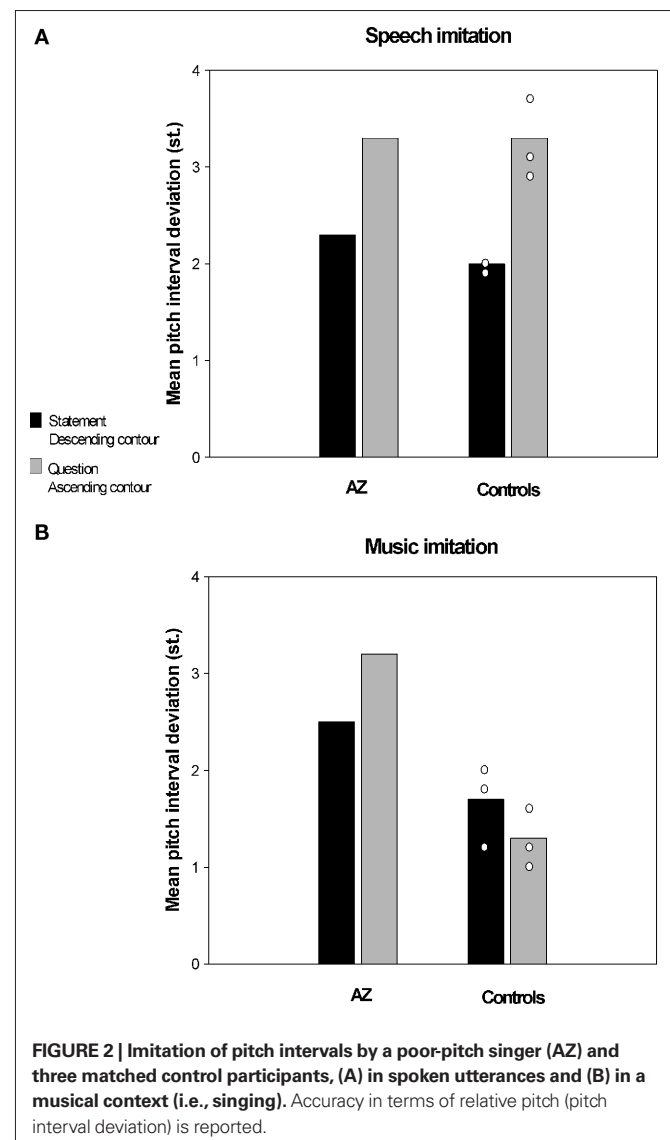 A
Speech imitation
4
3
2
1
0
Mean pitch interval deviation (st.)
Statement
Descending contour
Question
Ascending contour
AZ
Controls
B
Music imitation
4
3
2
1
0
Mean pitch interval deviation (st.)
AZ
Controls
FIGURE 2 | Imitation of pitch intervals by a poor-pitch singer (AZ) and
three matched control participants, (A) in spoken utterances and (B) in a
musical context (i.e., singing). Accuracy in terms of relative pitch (pitch
interval deviation) is reported.